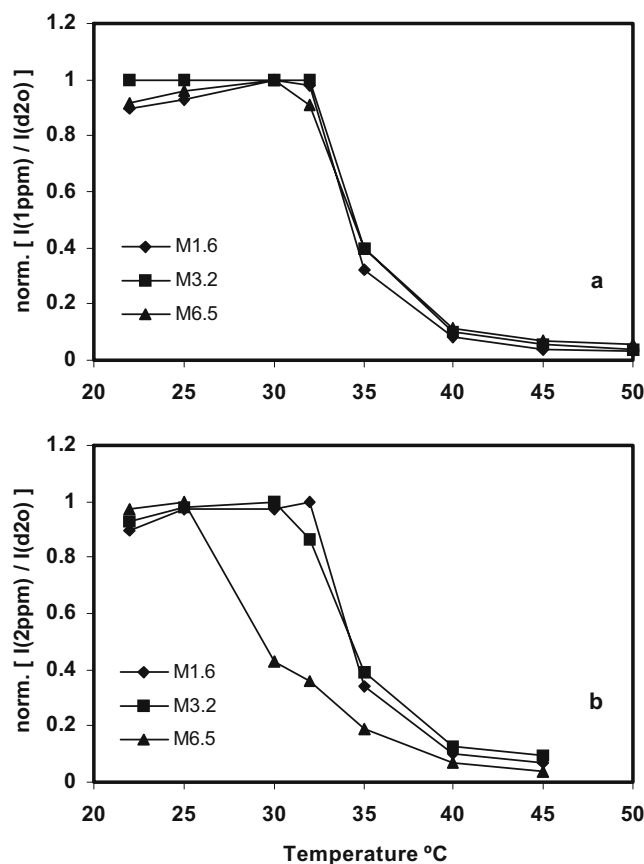 norm. [ I(1ppm) / I(d2o) ]
1.2
1
0.8
0.6
0.4
0.2
0
M1.6
M3.2
M6.5
a
20 25 30 35 40 45 50
norm. [ I(2ppm) / I(d2o) ]
1.2
1
0.8
0.6
0.4
0.2
0
M1.6
M3.2
M6.5
b
20 25 30 35 40 45 50
Temperature ºC